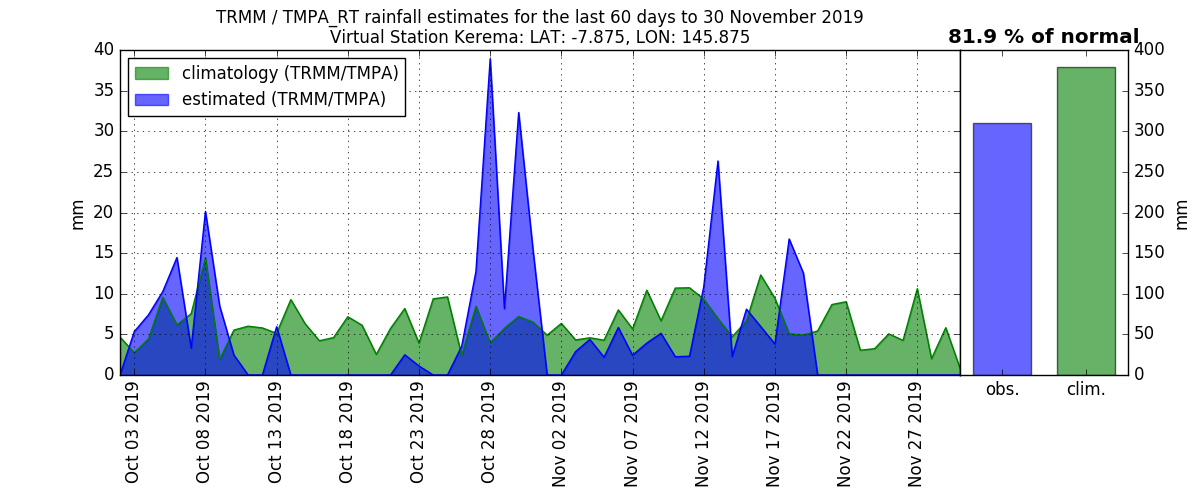 TRMM / TMPA_RT rainfall estimates for the last 60 days to 30 November 2019
Virtual Station Kerema: LAT: -7.875, LON: 145.875
81.9 % of normal
climatology (TRMM/TMPA)
estimated (TRMM/TMPA)
40
35
30
25
20
15
10
5
0
mm
400
350
300
250
200
150
100
50
0
mm
Oct 03 2019
Oct 08 2019
Oct 13 2019
Oct 18 2019
Oct 23 2019
Oct 28 2019
Nov 02 2019
Nov 07 2019
Nov 12 2019
Nov 17 2019
Nov 22 2019
Nov 27 2019
obs.
clim.